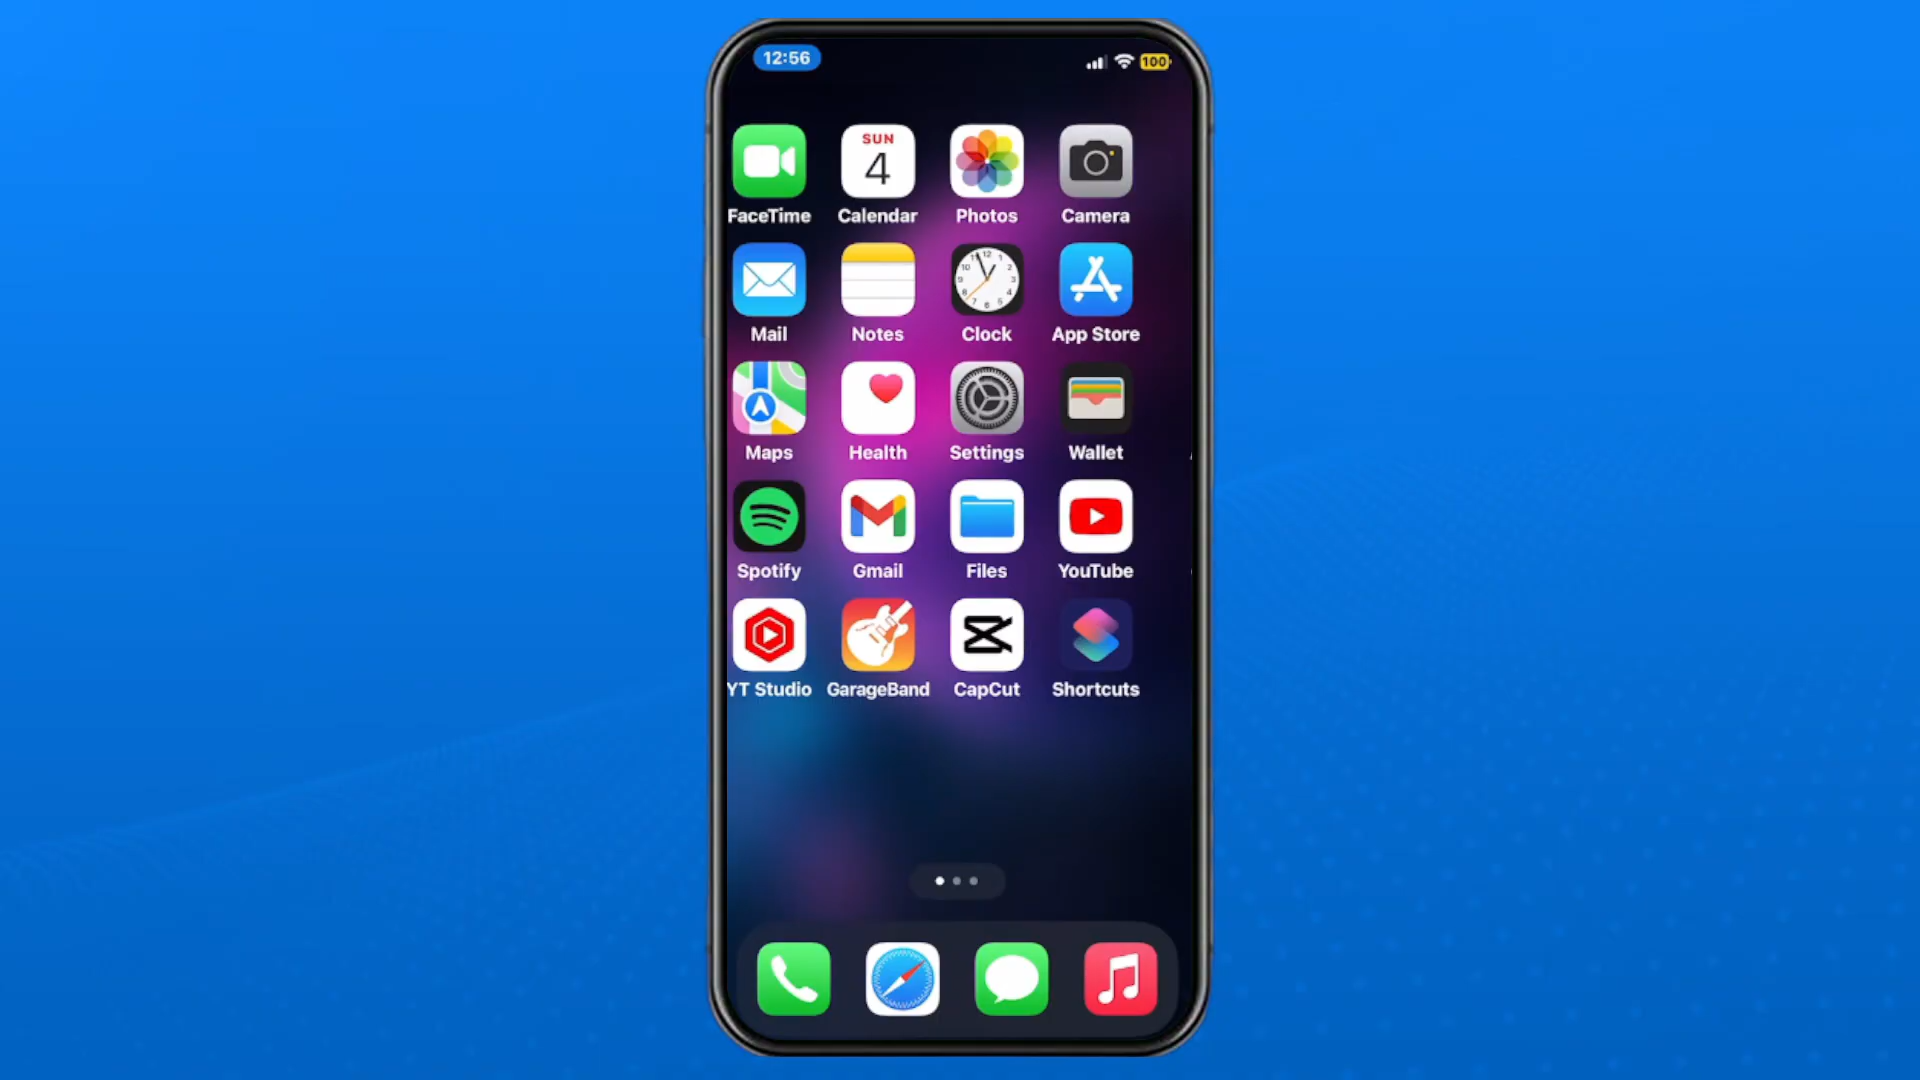 12:56
100
SUN
4
FaceTime Calendar Photos Camera
Mail Notes Clock App Store
Maps Health Settings Wallet
Spotify Gmail Files YouTube
YT Studio GarageBand CapCut Shortcuts